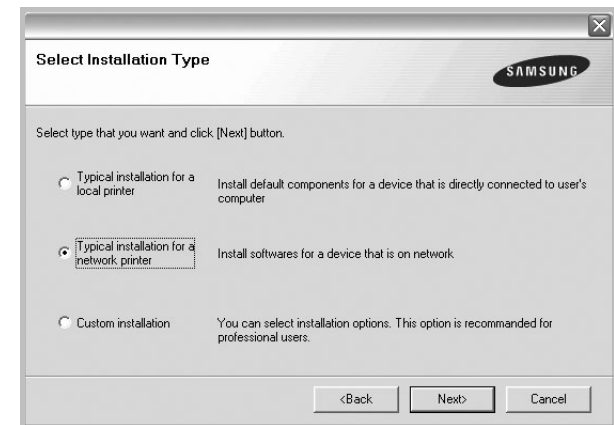 Select Installation Type
SAMSUNG
Select type that you want and click [Next] button.
Typical installation for a
local printer
Install default components for a device that is directly connected to user's
computer
Typical installation for a
network printer
Install softwares for a device that is on network
Custom installation
You can select installation options. This option is recommanded for
professional users.
<Back
Next>
Cancel